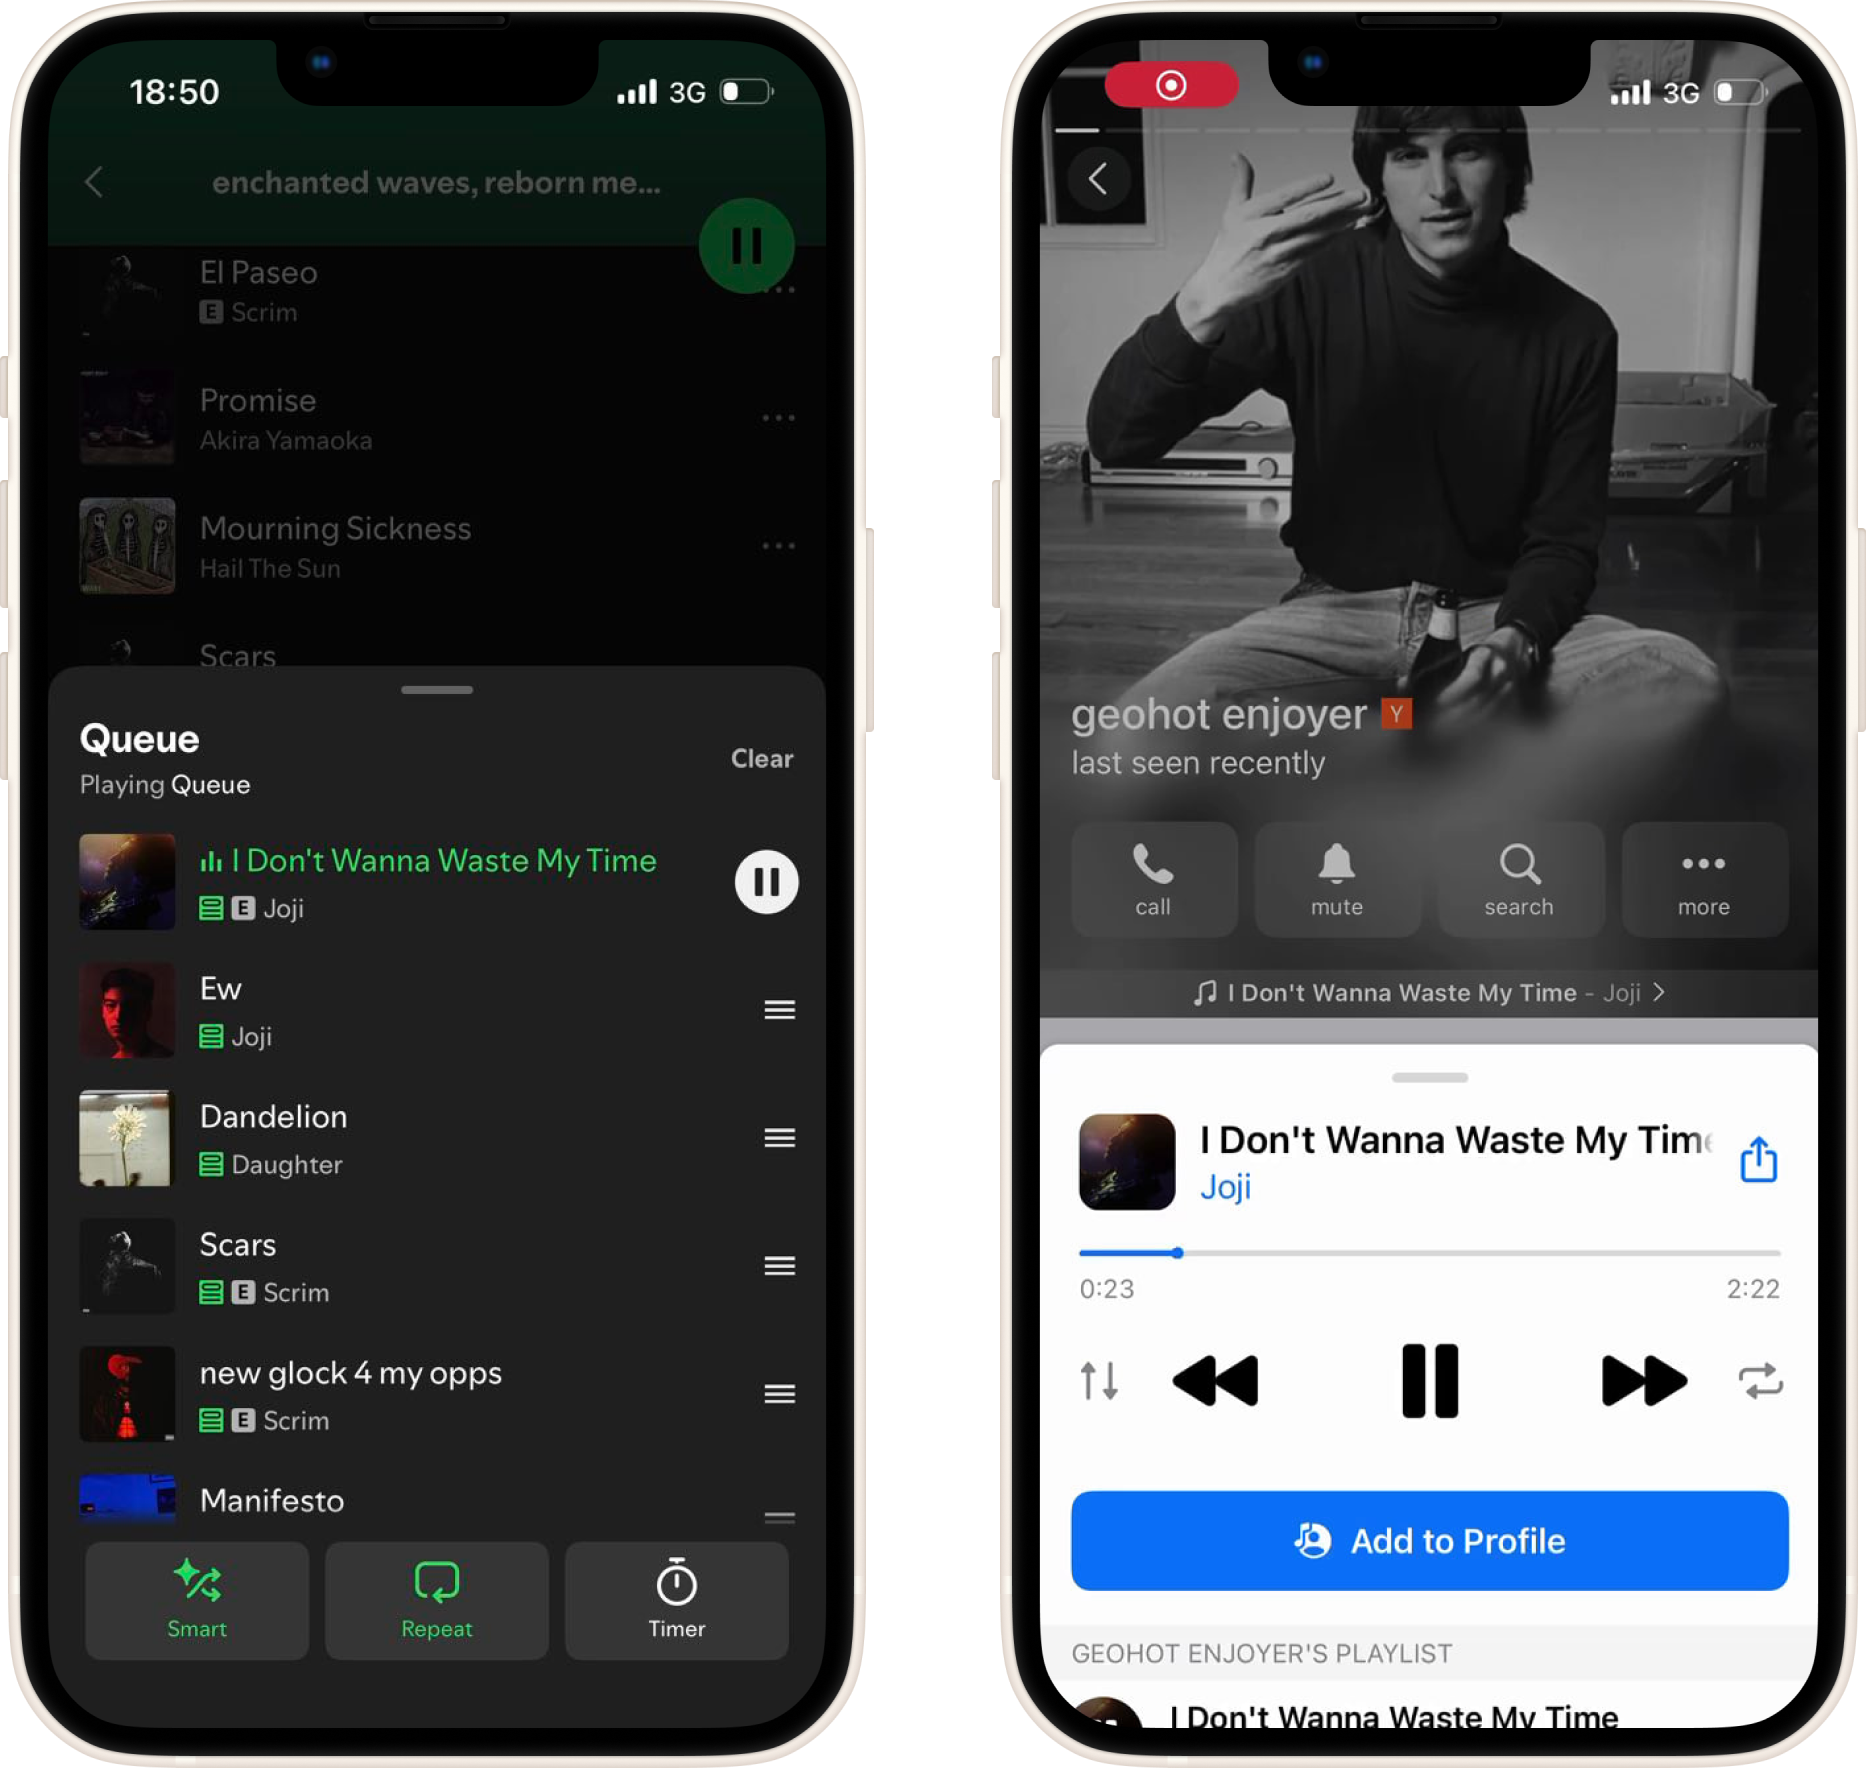 18:50
3G
enchanted waves, reborn me...
El Paseo
E Scrim
Promise
Akira Yamaoka
Mourning Sickness
Hail The Sun
Scars
Queue
Clear
Playing Queue
I Don't Wanna Waste My Time
E Joji
Ew
Joji
Dandelion
Daughter
Scars
E Scrim
new glock 4 my opps
E Scrim
Manifesto
Smart
Repeat
Timer
3G
geohot enjoyer Y
last seen recently
call
mute
search
more
I Don't Wanna Waste My Time - Joji
I Don't Wanna Waste My Time
Joji
0:23
2:22
Add to Profile
GEOHOT ENJOYER'S PLAYLIST
I Don't Wanna Waste My Time